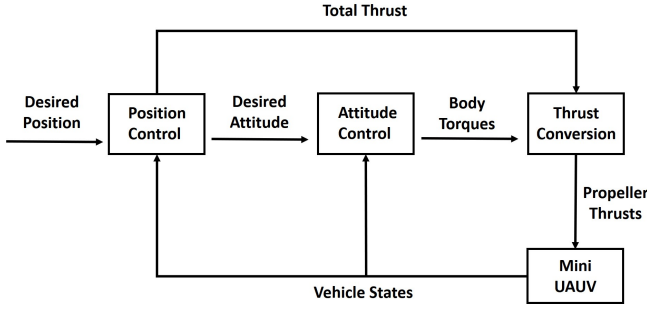 Total Thrust
Desired
Position
Position
Control
Desired
Attitude
Attitude
Control
Body
Torques
Thrust
Conversion
Propeller
Thrusts
Mini
UAUV
Vehicle States